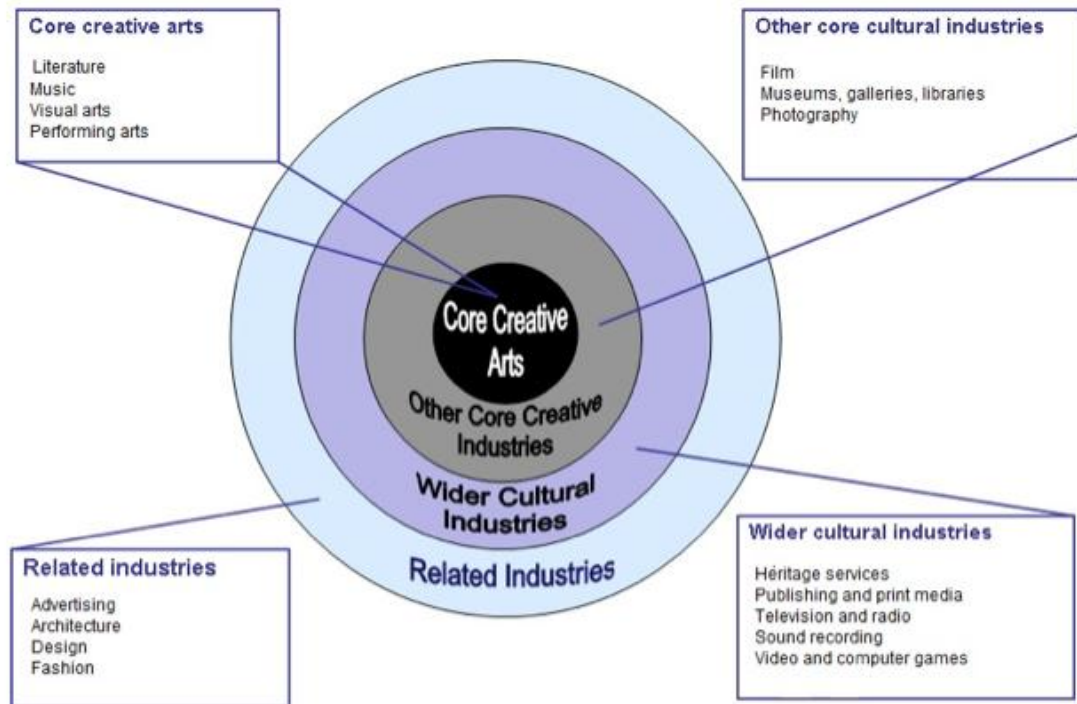 Core creative arts
Literature
Music
Visual arts
Performing arts
Other core cultural industries
Film
Museums, galleries, libraries
Photography
Core Creative
Arts
Other Core Creative
Industries
Wider Cultural
Industries
Related Industries
Related industries
Advertising
Architecture
Design
Fashion
Wider cultural industries
Héritage services
Publishing and print media
Television and radio
Sound recording
Video and computer games